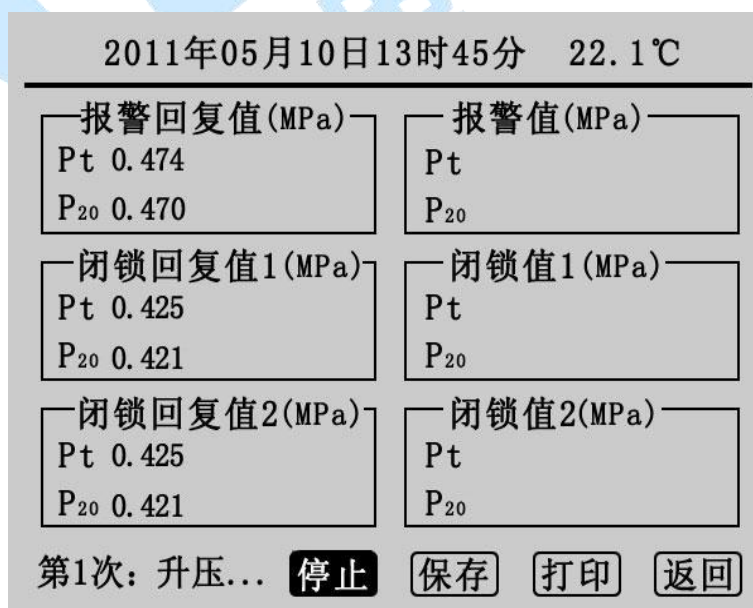 2011年05月10日13时45分 22.1℃
报警回复值(MPa) 报警值(MPa)
Pt 0.474 Pt
P₂₀ 0.470 P₂₀
闭锁回复值1(MPa) 闭锁值1(MPa)
Pt 0.425 Pt
P₂₀ 0.421 P₂₀
闭锁回复值2(MPa) 闭锁值2(MPa)
Pt 0.425 Pt
P₂₀ 0.421 P₂₀
第1次：升压... 停止 保存 打印 返回